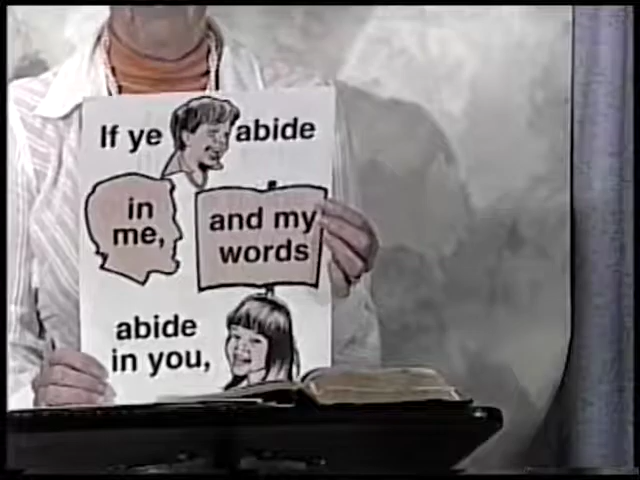 If ye abide
in
me,
and my
words
abide
in you,